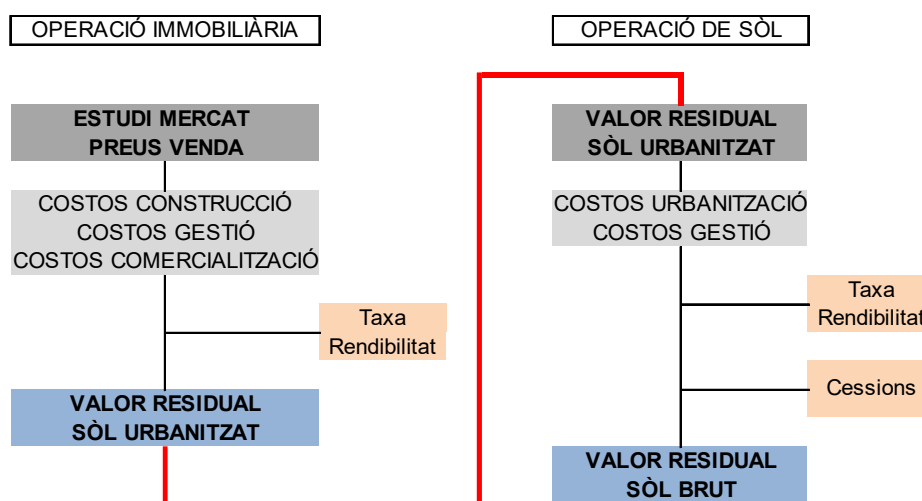 OPERACIÓ IMMOBILIÀRIA
ESTUDI MERCAT
PREUS VENDA
COSTOS CONSTRUCCIÓ
COSTOS GESTIÓ
COSTOS COMERCIALITZACIÓ
Taxa
Rendibilitat
VALOR RESIDUAL
SÒL URBANITZAT
OPERACIÓ DE SÒL
VALOR RESIDUAL
SÒL URBANITZAT
COSTOS URBANITZACIÓ
COSTOS GESTIÓ
Taxa
Rendibilitat
Cessions
VALOR RESIDUAL
SÒL BRUT